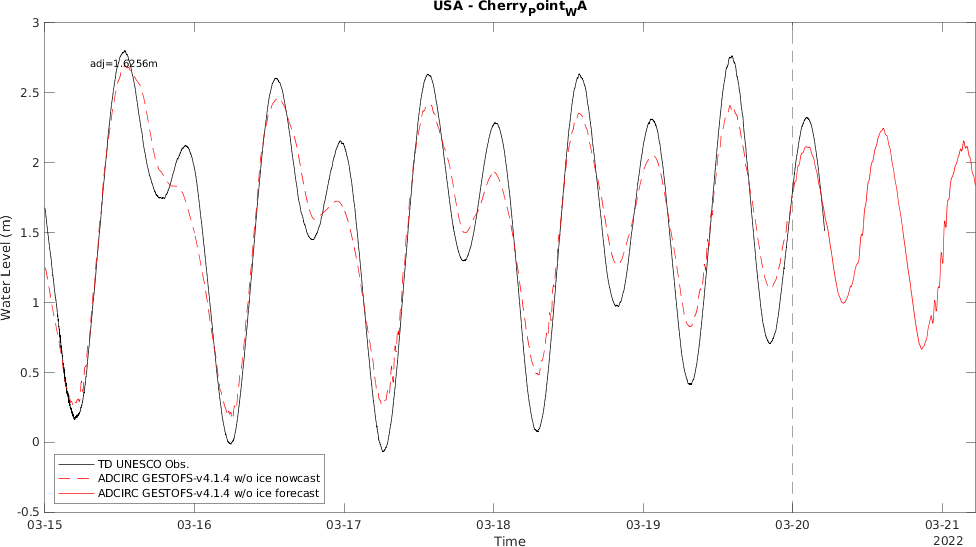 USA - CherryPointWA
3
adj=1.6256m
2.5
2
1.5
1
0.5
0
-0.5
Water Level (m)
TD UNESCO Obs.
ADCIRC GESTOFS-v4.1.4 w/o ice nowcast
ADCIRC GESTOFS-v4.1.4 w/o ice forecast
03-15 03-16 03-17 03-18 03-19 03-20 03-21
Time 2022